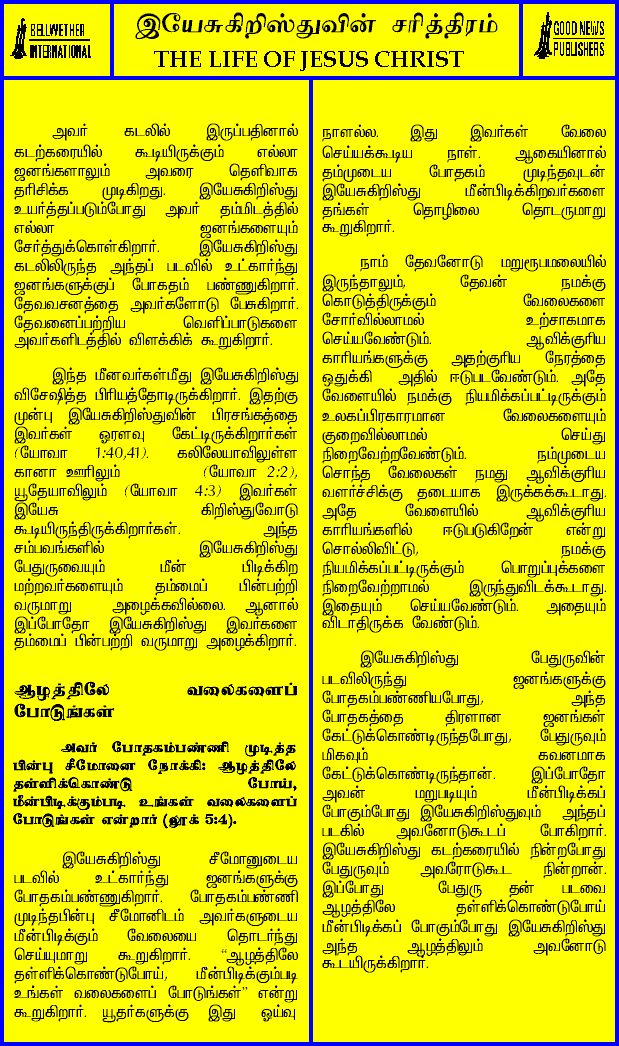 BELLWETHER
INTERNATIONAL
இயேசுகிறிஸ்துவின் சரித்திரம்
THE LIFE OF JESUS CHRIST
GOOD NEWS
PUBLISHERS
அவர் கடலில் இருப்பதினால்
கடற்கரையில் கூடியிருக்கும் எல்லா
ஜனங்களாலும் அவரை தெளிவாக
தரிசிக்க முடிகிறது. இயேசுகிறிஸ்து
உயர்த்தப்படும்போது அவர் தம்மிடத்தில்
எல்லா ஜனங்களையும்
சேர்த்துக்கொள்கிறார். இயேசுகிறிஸ்து
கடலிலிருந்த அந்தப் படவில் உட்கார்ந்து
ஜனங்களுக்குப் போகதம் பண்ணுகிறார்.
தேவவசனத்தை அவர்களோடு பேசுகிறார்.
தேவனைப்பற்றிய வெளிப்பாடுகளை
அவர்களிடத்தில் விளக்கிக் கூறுகிறார்.
இந்த மீனவர்கள்மீது இயேசுகிறிஸ்து
விசேஷித்த பிரியத்தோடிருக்கிறார். இதற்கு
முன்பு இயேசுகிறிஸ்துவின் பிரசங்கத்தை
இவர்கள் ஓரளவு கேட்டிருக்கிறார்கள்
(யோவா 1:40,41). கலிலேயாவிலுள்ள
கானா ஊரிலும் (யோவா 2:2),
யூதேயாவிலும் (யோவா 4:3) இவர்கள்
இயேசு கிறிஸ்துவோடு
கூடியிருந்திருக்கிறார்கள். அந்த
சம்பவங்களில் இயேசுகிறிஸ்து
பேதுருவையும் மீன் பிடிக்கிற
மற்றவர்களையும் தம்மைப் பின்பற்றி
வருமாறு அழைக்கவில்லை. ஆனால்
இப்போதோ இயேசுகிறிஸ்து இவர்களை
தம்மைப் பின்பற்றி வருமாறு அழைக்கிறார்.
ஆழத்திலே வலைகளைப்
போடுங்கள்
அவர் போதகம்பண்ணி முடித்த
பின்பு சீமோனை நோக்கி: ஆழத்திலே
தள்ளிக்கொண்டு போய்,
மீன்பிடிக்கும்படி உங்கள் வலைகளைப்
போடுங்கள் என்றார் (லூக் 5:4).
இயேசுகிறிஸ்து சீமோனுடைய
படவில் உட்கார்ந்து ஜனங்களுக்கு
போதகம்பண்ணுகிறார். போதகம்பண்ணி
முடிந்தபின்பு சீமோனிடம் அவர்களுடைய
மீன்பிடிக்கும் வேலையை தொடர்ந்து
செய்யுமாறு கூறுகிறார். “ஆழத்திலே
தள்ளிக்கொண்டுபோய், மீன்பிடிக்கும்படி
உங்கள் வலைகளைப் போடுங்கள்” என்று
கூறுகிறார். யூதர்களுக்கு இது ஓய்வு
நாளல்ல. இது இவர்கள் வேலை
செய்யக்கூடிய நாள். ஆகையினால்
தம்முடைய போதகம் முடிந்தவுடன்
இயேசுகிறிஸ்து மீன்பிடிக்கிறவர்களை
தங்கள் தொழிலை தொடருமாறு
கூறுகிறார்.
நாம் தேவனோடு மறுரூபமலையில்
இருந்தாலும், தேவன் நமக்கு
கொடுத்திருக்கும் வேலைகளை
சோர்வில்லாமல் உற்சாகமாக
செய்யவேண்டும். ஆவிக்குரிய
காரியங்களுக்கு அதற்குரிய நேரத்தை
ஒதுக்கி அதில் ஈடுபடவேண்டும். அதே
வேளையில் நமக்கு நியமிக்கப்பட்டிருக்கும்
உலகப்பிரகாரமான வேலைகளையும்
குறைவில்லாமல் செய்து
நிறைவேற்றவேண்டும். நம்முடைய
சொந்த வேலைகள் நமது ஆவிக்குரிய
வளர்ச்சிக்கு தடையாக இருக்கக்கூடாது.
அதே வேளையில் ஆவிக்குரிய
காரியங்களில் ஈடுபடுகிறேன் என்று
சொல்லிவிட்டு, நமக்கு
நியமிக்கப்பட்டிருக்கும் பொறுப்புக்களை
நிறைவேற்றாமல் இருந்துவிடக்கூடாது.
இதையும் செய்யவேண்டும். அதையும்
விடாதிருக்க வேண்டும்.
இயேசுகிறிஸ்து பேதுருவின்
படவிலிருந்து ஜனங்களுக்கு
போதகம்பண்ணியபோது, அந்த
போதகத்தை திரளான ஜனங்கள்
கேட்டுக்கொண்டிருந்தபோது, பேதுருவும்
மிகவும் கவனமாக
கேட்டுக்கொண்டிருந்தான். இப்போதோ
அவன் மறுபடியும் மீன்பிடிக்கப்
போகும்போது இயேசுகிறிஸ்துவும் அந்தப்
படகில் அவனோடுகூடப் போகிறார்.
இயேசுகிறிஸ்து கடற்கரையில் நின்றபோது
பேதுருவும் அவரோடுகூட நின்றான்.
இப்போது பேதுரு தன் படவை
ஆழத்திலே தள்ளிக்கொண்டுபோய்
மீன்பிடிக்கப் போகும்போது இயேசுகிறிஸ்து
அந்த ஆழத்திலும் அவனோடு
கூடயிருக்கிறார்.